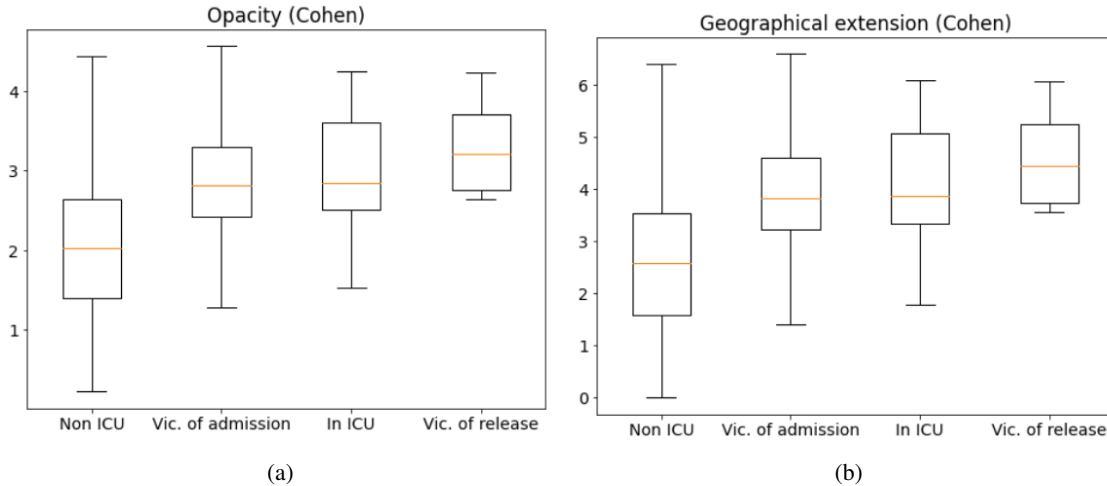 Opacity (Cohen)
4
3
2
1
Non ICU Vic. of admission In ICU Vic. of release
(a)
Geographical extension (Cohen)
6
5
4
3
2
1
0
Non ICU Vic. of admission In ICU Vic. of release
(b)